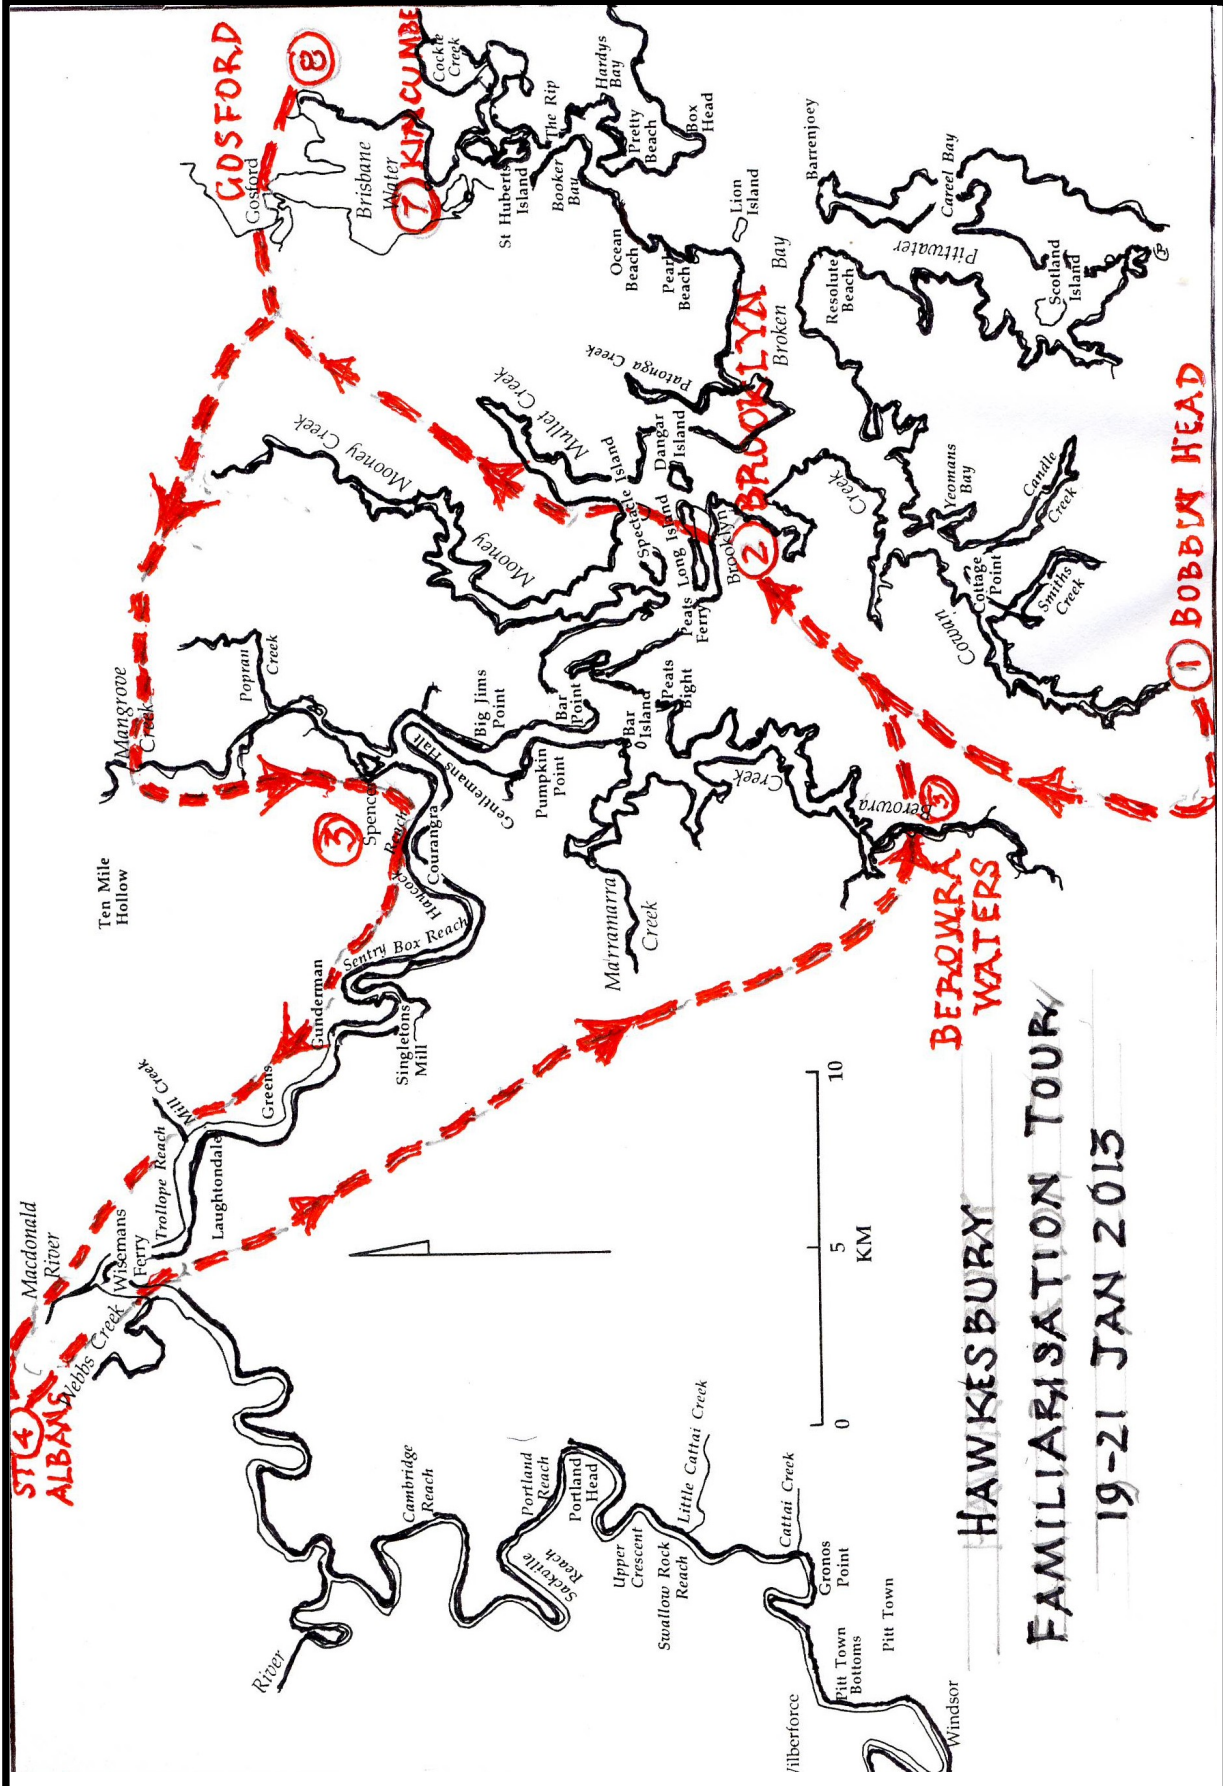 ST
4
ALBANS
Macdonald
River
Webbs Creek
Wisemans
Ferry
Trollope Reach
Mill Creek
Laughtondale
Greens
Gunderman
Ten Mile
Hollow
Mangrove
Creek
Popran
Creek
GOSFORD
Gosford
8
Brisbane
Water
7
KINCUMBE
Cockle
Creek
River
Cambridge
Reach
Singletons
Mill
Sentry Box Reach
Haycock
Reach
Courangra
3
Spencer
Gentlemans Halt
Big Jims
Point
Pumpkin
Point
Bar
Point
Mooney
Mooney Creek
Mullet Creek
St Huberts
Island
The Rip
Booker
Bay
Hardys
Bay
Pretty
Beach
Box
Head
Ocean
Beach
Pearl
Beach
Patonga Creek
Portland
Reach
Portland
Head
Sackville
Reach
Upper
Crescent
Swallow Rock
Reach
Little Cattai Creek
Marramarra
Creek
Bar
Island
Peats
Bight
Peats
Ferry
Long Island
Spectacle Island
Dangar
Island
Brooklyn
2
BROOKLYN
Lion
Island
Broken Bay
Barrenjoey
Cattai Creek
Gronos
Point
Pitt Town
Bottoms
Pitt Town
Windsor
0
5
10
KM
Berowra
Creek
3
BEROWRA
WATERS
Cowan
Creek
Cottage
Point
Smiths
Creek
Yeomans
Bay
Candle
Creek
Resolute
Beach
Pittwater
Careel Bay
Scotland
Island
HAWKESBURY
FAMILIARISATION TOUR
19-21 JAN 2013
1
BOBBIN HEAD